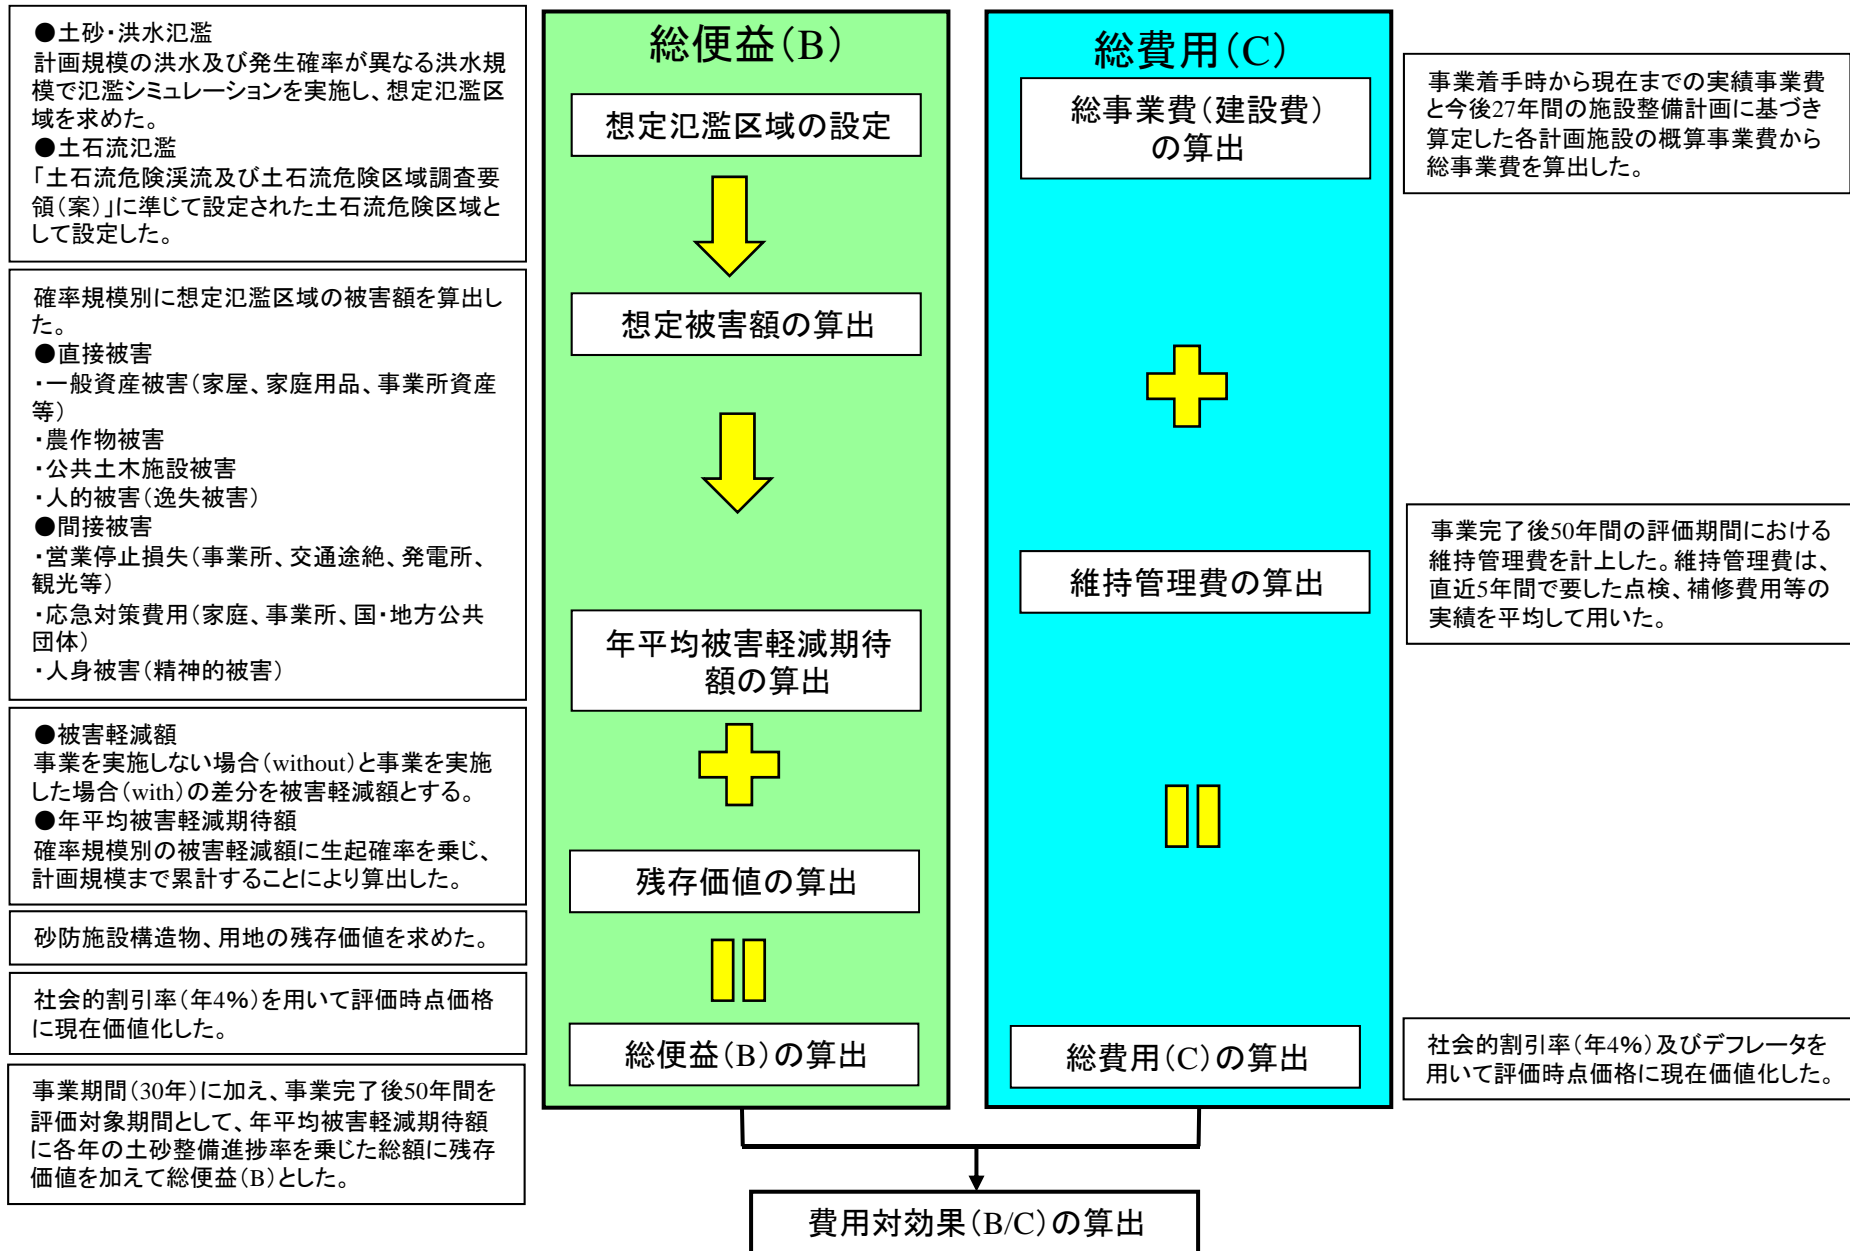 ●土砂・洪水氾濫
計画規模の洪水及び発生確率が異なる洪水規
模で氾濫シミュレーションを実施し、想定氾濫区
域を求めた。
●土石流氾濫
「土石流危険渓流及び土石流危険区域調査要
領(案)」に準じて設定された土石流危険区域と
して設定した。
確率規模別に想定氾濫区域の被害額を算出し
た。
●直接被害
・一般資産被害(家屋、家庭用品、事業所資産
等)
・農作物被害
・公共土木施設被害
・人的被害(逸失被害)
●間接被害
・営業停止損失(事業所、交通途絶、発電所、
観光等)
・応急対策費用(家庭、事業所、国・地方公共
団体)
・人身被害(精神的被害)
●被害軽減額
事業を実施しない場合(without)と事業を実施
した場合(with)の差分を被害軽減額とする。
●年平均被害軽減期待額
確率規模別の被害軽減額に生起確率を乗じ、
計画規模まで累計することにより算出した。
砂防施設構造物、用地の残存価値を求めた。
社会的割引率(年4%)を用いて評価時点価格
に現在価値化した。
事業期間(30年)に加え、事業完了後50年間を
評価対象期間として、年平均被害軽減期待額
に各年の土砂整備進捗率を乗じた総額に残存
価値を加えて総便益(B)とした。
総便益(B)
想定氾濫区域の設定
想定被害額の算出
年平均被害軽減期待
額の算出
残存価値の算出
総便益(B)の算出
総費用(C)
総事業費(建設費)
の算出
維持管理費の算出
総費用(C)の算出
事業着手時から現在までの実績事業費
と今後27年間の施設整備計画に基づき
算定した各計画施設の概算事業費から
総事業費を算出した。
事業完了後50年間の評価期間における
維持管理費を計上した。維持管理費は、
直近5年間で要した点検、補修費用等の
実績を平均して用いた。
社会的割引率(年4%)及びデフレータを
用いて評価時点価格に現在価値化した。
費用対効果(B/C)の算出